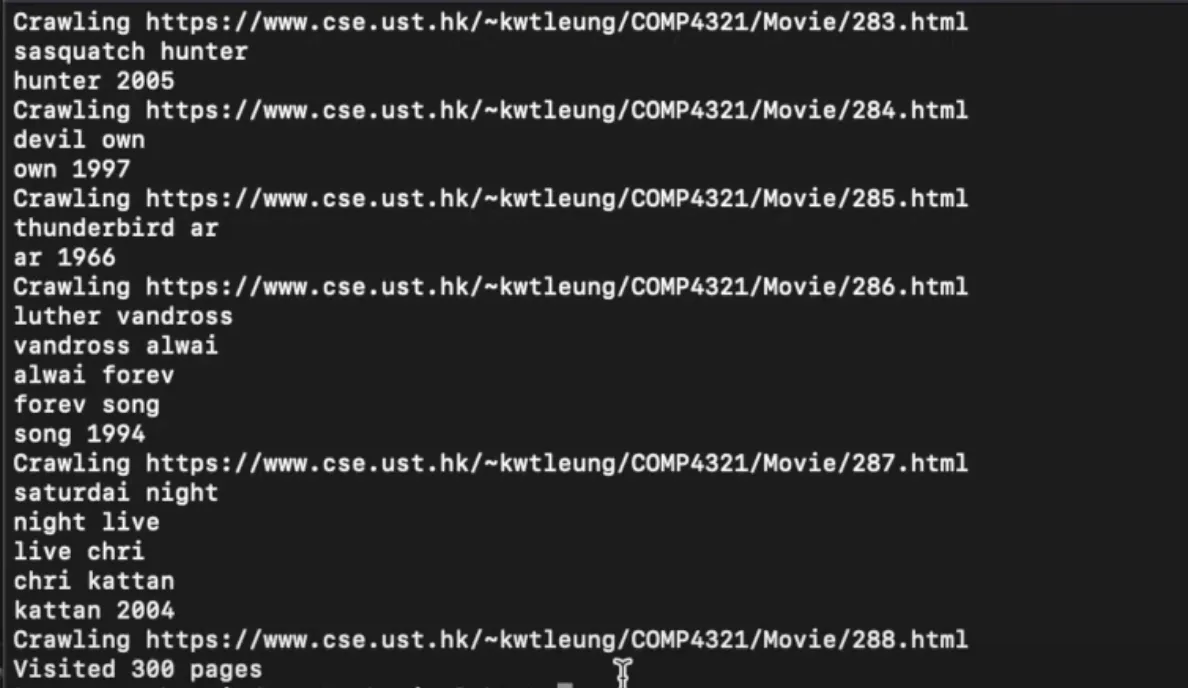 Crawling https://www.cse.ust.hk/~kwtleung/COMP4321/Movie/283.html
sasquatch hunter
hunter 2005
Crawling https://www.cse.ust.hk/~kwtleung/COMP4321/Movie/284.html
devil own
own 1997
Crawling https://www.cse.ust.hk/~kwtleung/COMP4321/Movie/285.html
thunderbird ar
ar 1966
Crawling https://www.cse.ust.hk/~kwtleung/COMP4321/Movie/286.html
luther vandross
vandross alwai
alwai forev
forev song
song 1994
Crawling https://www.cse.ust.hk/~kwtleung/COMP4321/Movie/287.html
saturdai night
night live
live chri
chri kattan
kattan 2004
Crawling https://www.cse.ust.hk/~kwtleung/COMP4321/Movie/288.html
Visited 300 pages